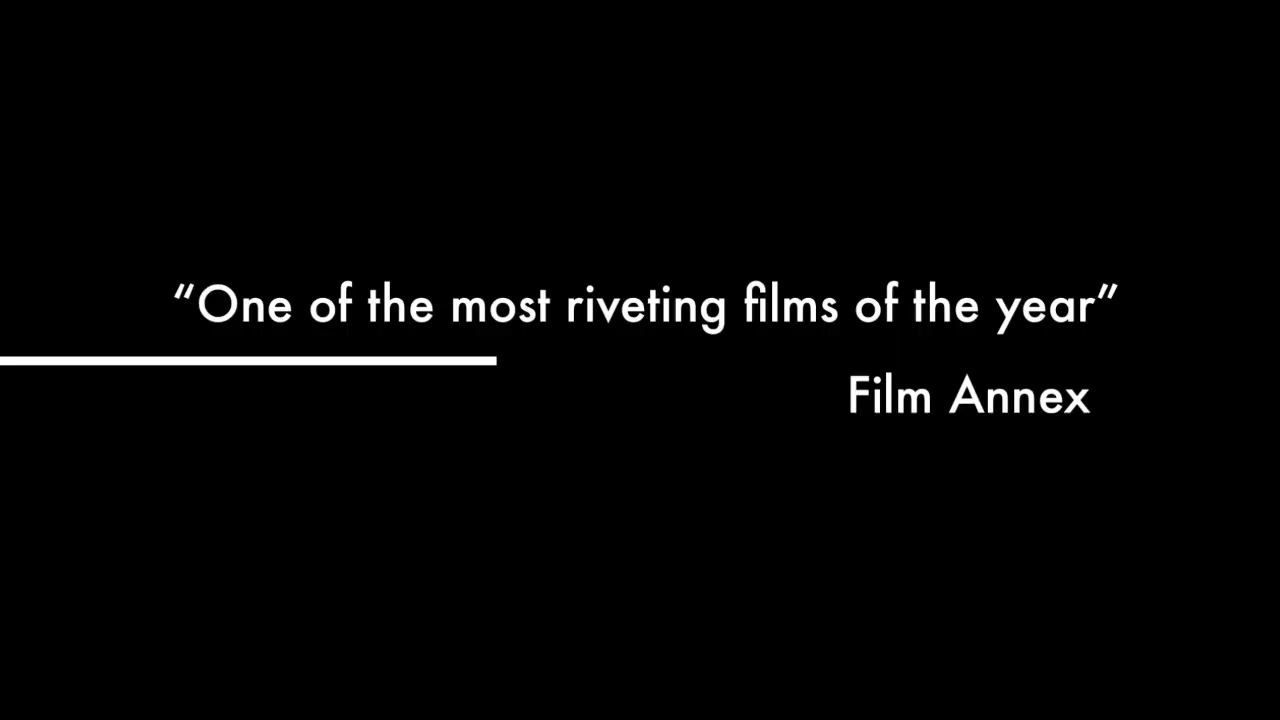 “One of the most riveting films of the year”
Film Annex